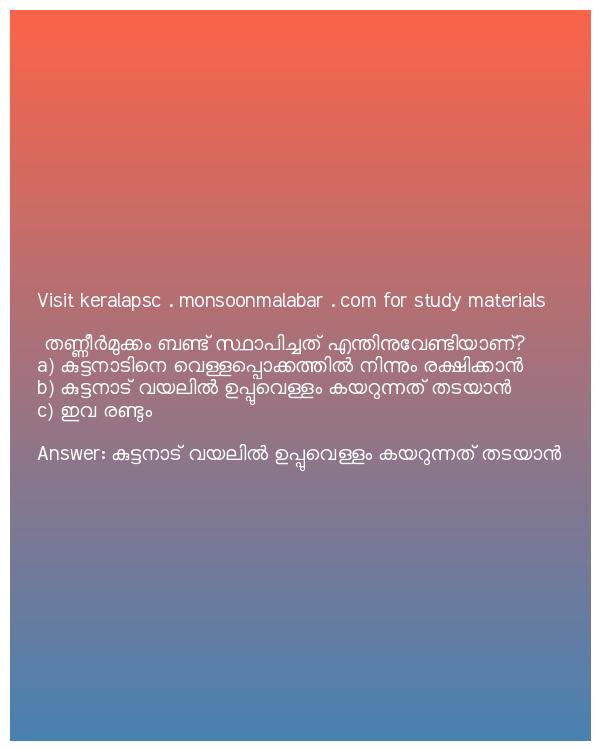 Visit keralapsc . monsoonmalabar . com for study materials
തണ്ണീർമുക്കം ബണ്ട് സ്ഥാപിച്ചത് എന്തിനുവേണ്ടിയാണ്?
a) കുട്ടനാടിനെ വെള്ളപ്പൊക്കത്തിൽ നിന്നും രക്ഷിക്കാൻ
b) കുട്ടനാട് വയലിൽ ഉപ്പുവെള്ളം കയറുന്നത് തടയാൻ
c) ഇവ രണ്ടും
Answer: കുട്ടനാട് വയലിൽ ഉപ്പുവെള്ളം കയറുന്നത് തടയാൻ